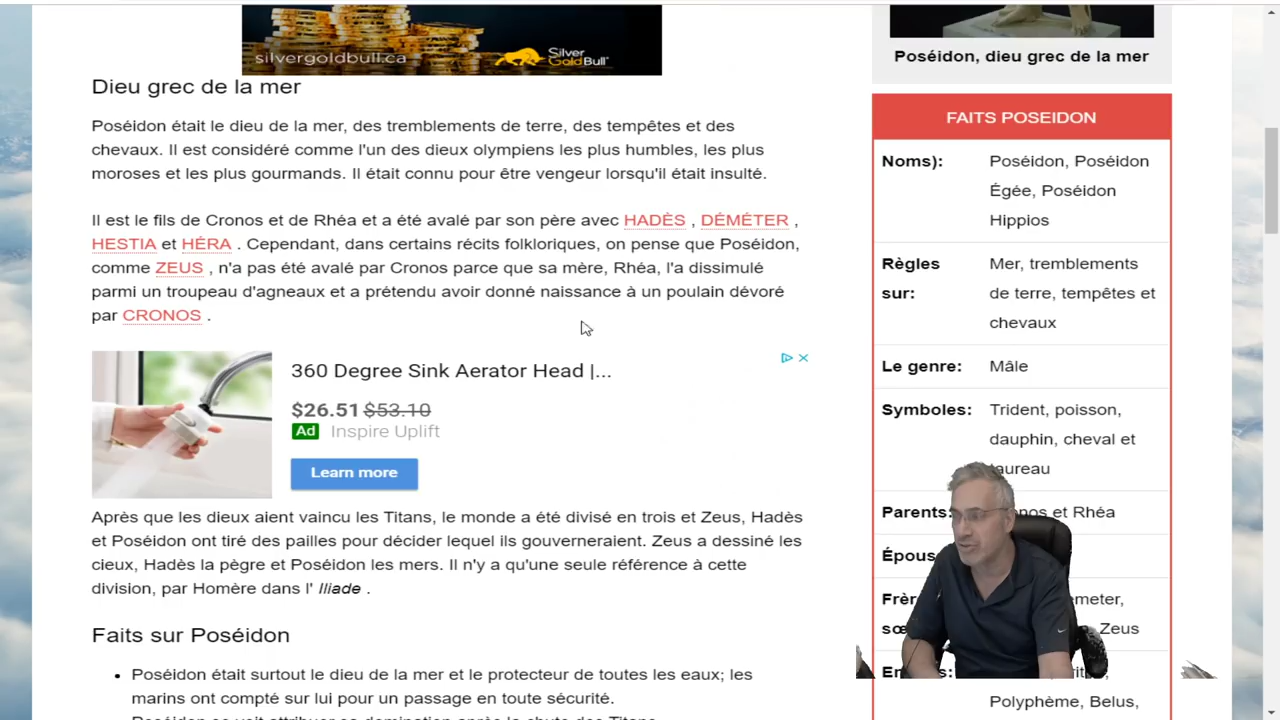 silvergoldbull.ca
Silver
Gold Bull
Dieu grec de la mer
Poséidon était le dieu de la mer, des tremblements de terre, des tempêtes et des
chevaux. Il est considéré comme l'un des dieux olympiens les plus humbles, les plus
moroses et les plus gourmands. Il était connu pour être vengeur lorsqu'il était insulté.
Il est le fils de Cronos et de Rhéa et a été avalé par son père avec HADÈS , DÉMÉTER ,
HESTIA et HÉRA . Cependant, dans certains récits folkloriques, on pense que Poséidon,
comme ZEUS , n'a pas été avalé par Cronos parce que sa mère, Rhéa, l'a dissimulé
parmi un troupeau d'agneaux et a prétendu avoir donné naissance à un poulain dévoré
par CRONOS .
360 Degree Sink Aerator Head |...
$26.51 $53.10
Ad Inspire Uplift
Learn more
Après que les dieux aient vaincu les Titans, le monde a été divisé en trois et Zeus, Hadès
et Poséidon ont tiré des pailles pour décider lequel ils gouverneraient. Zeus a dessiné les
cieux, Hadès la pègre et Poséidon les mers. Il n'y a qu'une seule référence à cette
division, par Homère dans l' Iliade .
Faits sur Poséidon
• Poséidon était surtout le dieu de la mer et le protecteur de toutes les eaux; les
marins ont compté sur lui pour un passage en toute sécurité.
Poséidon se voit attribuer sa domination après la chute des Titans.
Poséidon, dieu grec de la mer
FAITS POSEIDON
Noms): Poséidon, Poséidon
Égée, Poséidon
Hippios
Règles Mer, tremblements
sur: de terre, tempêtes et
chevaux
Le genre: Mâle
Symboles: Trident, poisson,
dauphin, cheval et
taureau
Parents: et Rhéa
Zeus
Polyphème, Belus,